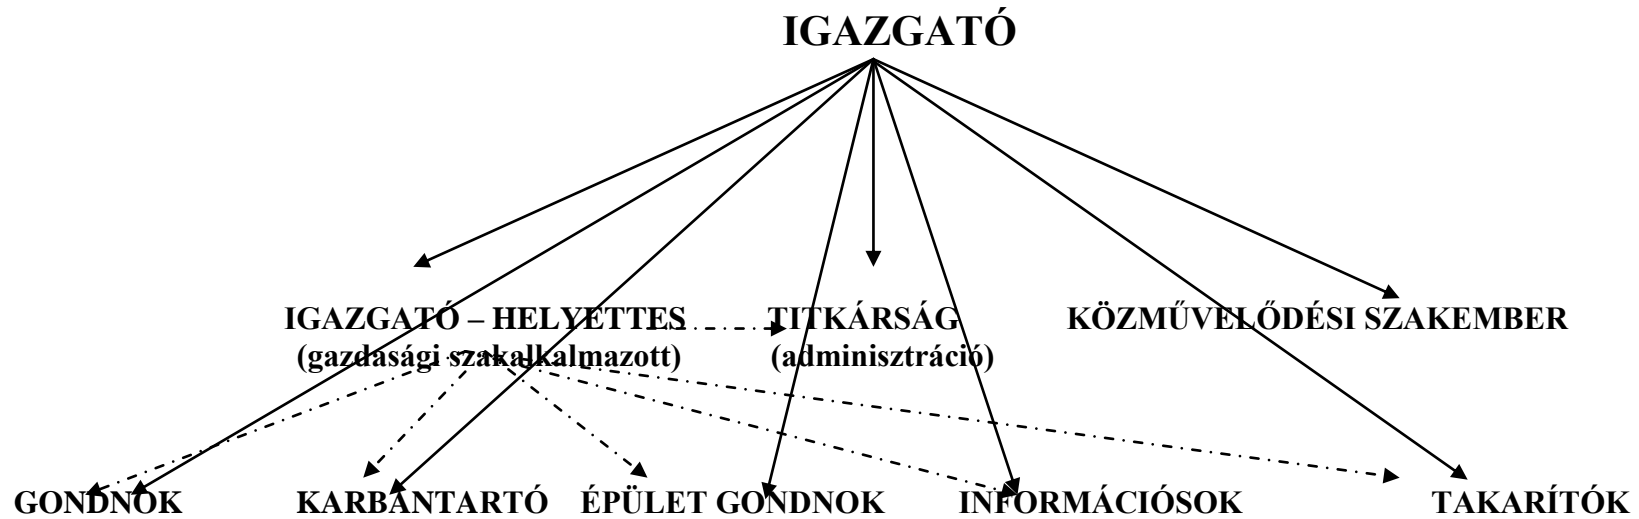 IGAZGATÓ
IGAZGATÓ – HELYETTES TITKÁRSÁG KÖZMŰVELŐDÉSI SZAKEMBER
(gazdasági szakalkalmazott) (adminisztráció)
GONDNOK KARBANTARTÓ ÉPÜLET GONDNOK INFORMÁCIÓSOK TAKARÍTÓK